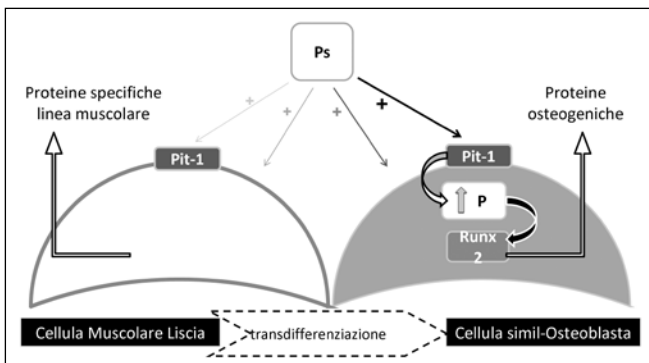 Ps
Proteine specifiche
linea muscolare
Proteine
osteogeniche
+
+
+
+
Pit-1
Pit-1
P
Runx
2
Cellula Muscolare Liscia
transdifferenziazione
Cellula simil-Osteoblasta